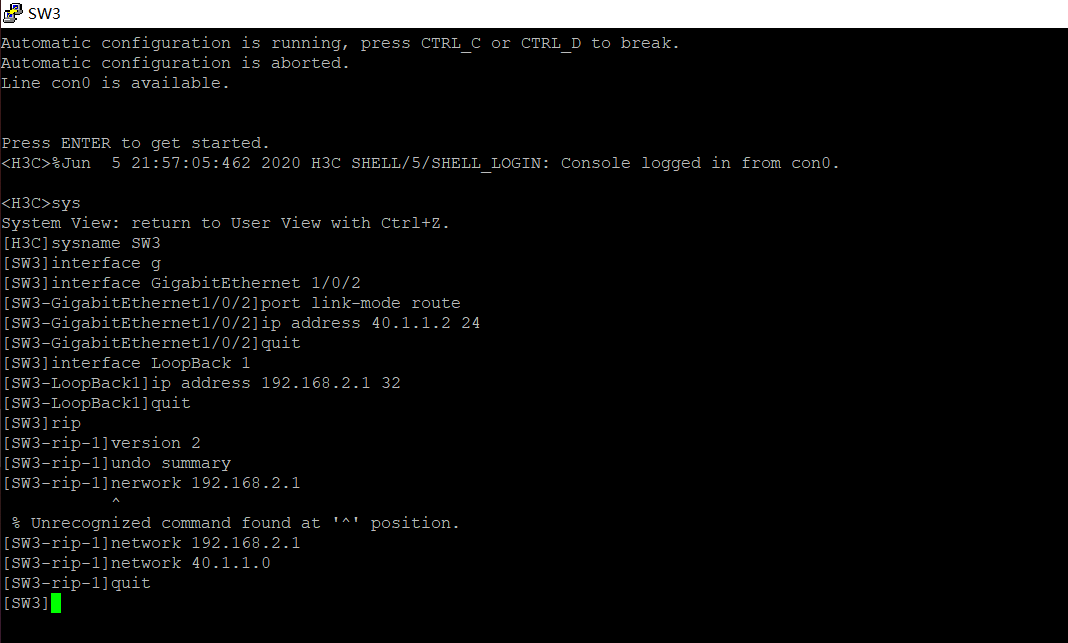 SW3
Automatic configuration is running, press CTRL_C or CTRL_D to break.
Automatic configuration is aborted.
Line con0 is available.
Press ENTER to get started.
<H3C>%Jun  5 21:57:05:462 2020 H3C SHELL/5/SHELL_LOGIN: Console logged in from con0.
<H3C>sys
System View: return to User View with Ctrl+Z.
[H3C]sysname SW3
[SW3]interface g
[SW3]interface GigabitEthernet 1/0/2
[SW3-GigabitEthernet1/0/2]port link-mode route
[SW3-GigabitEthernet1/0/2]ip address 40.1.1.2 24
[SW3-GigabitEthernet1/0/2]quit
[SW3]interface LoopBack 1
[SW3-LoopBack1]ip address 192.168.2.1 32
[SW3-LoopBack1]quit
[SW3]rip
[SW3-rip-1]version 2
[SW3-rip-1]undo summary
[SW3-rip-1]nerwork 192.168.2.1
           ^
 % Unrecognized command found at '^' position.
[SW3-rip-1]network 192.168.2.1
[SW3-rip-1]network 40.1.1.0
[SW3-rip-1]quit
[SW3]